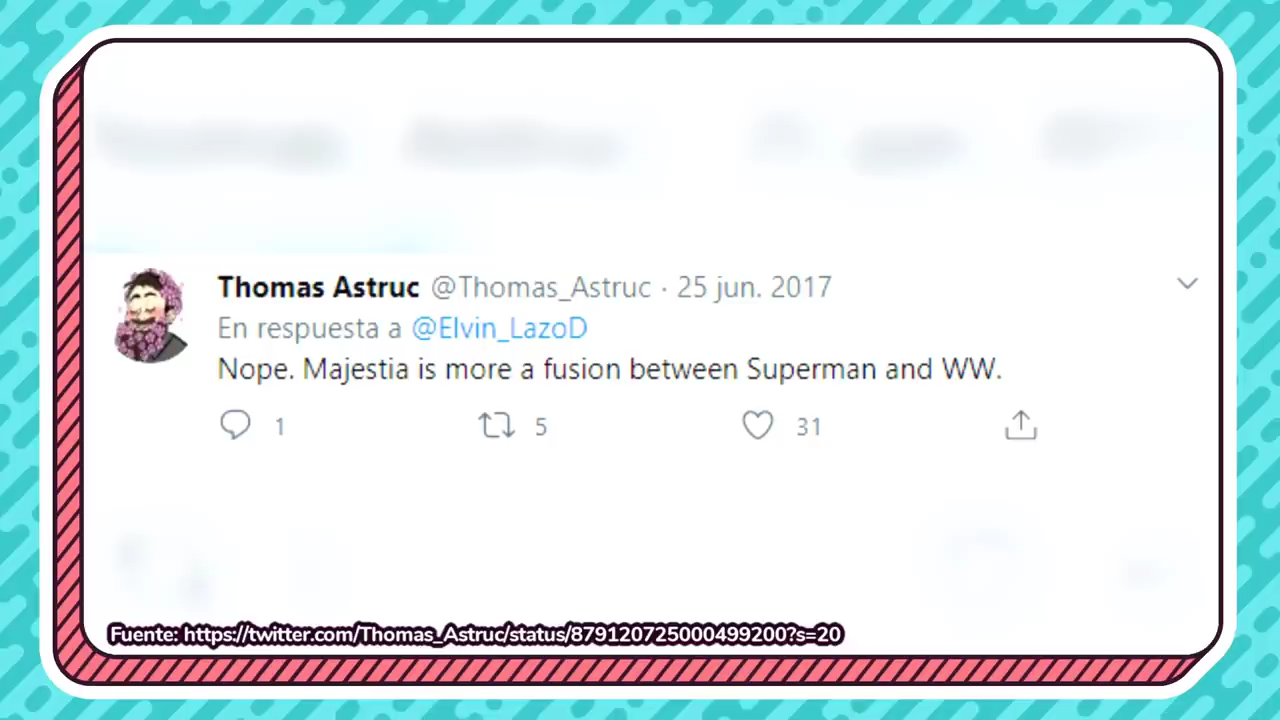 Thomas Astruc @Thomas_Astruc · 25 jun. 2017
En respuesta a @Elvin_LazoD
Nope. Majestia is more a fusion between Superman and WW.
1 5 31
Fuente: https://twitter.com/Thomas_Astruc/status/879120725000499200?s=20